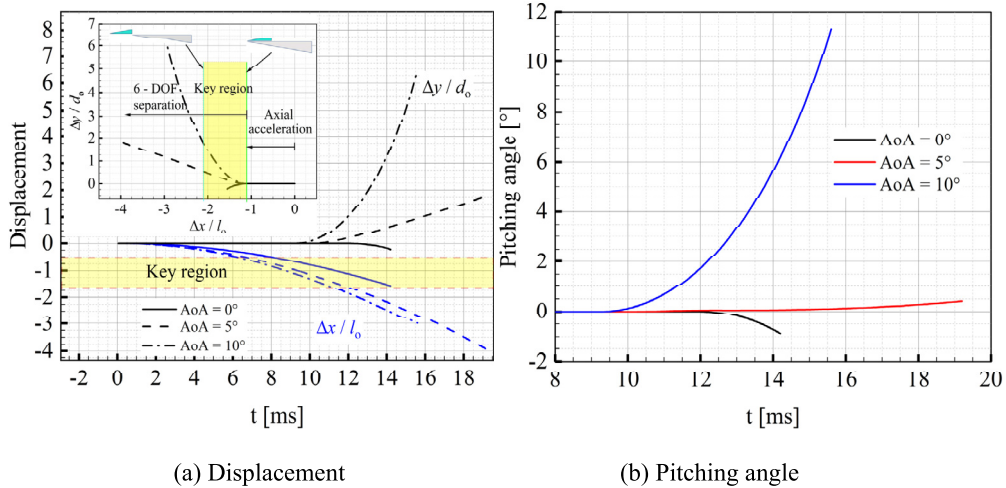 8
7
6
5
4
3
2
1
0
-1
-2
-3
-4
Displacement
-2 0 2 4 6 8 10 12 14 16 18
t [ms]
7
6
5
4
3
2
1
0
Δy / dₒ
-4 -3 -2 -1 0
Δx / lₒ
6 - DOF
separation
Key region
Axial
acceleration
Δy / dₒ
Key region
AoA = 0°
AoA = 5°
AoA = 10°
Δx / lₒ
(a) Displacement
12
10
8
6
4
2
0
-2
Pitching angle [°]
8 10 12 14 16 18 20
t [ms]
AoA = 0°
AoA = 5°
AoA = 10°
(b) Pitching angle